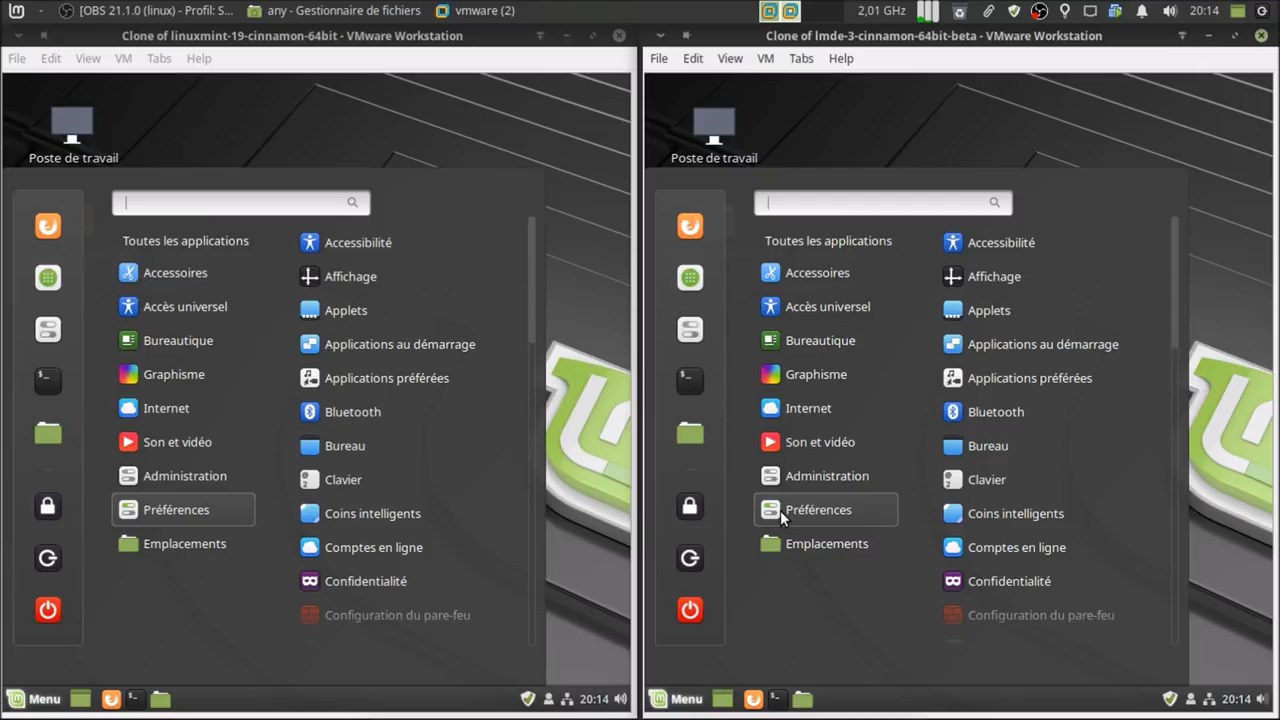 [OBS 21.1.0 (linux) - Profil: S...
any - Gestionnaire de fichiers
vmware (2)
2,01 GHz
20:14
Clone of linuxmint-19-cinnamon-64bit - VMware Workstation
File Edit View VM Tabs Help
Poste de travail
Toutes les applications
Accessoires
Accès universel
Bureautique
Graphisme
Internet
Son et vidéo
Administration
Préférences
Emplacements
Accessibilité
Affichage
Applets
Applications au démarrage
Applications préférées
Bluetooth
Bureau
Clavier
Coins intelligents
Comptes en ligne
Confidentialité
Configuration du pare-feu
Menu
20:14
Clone of lmde-3-cinnamon-64bit-beta - VMware Workstation
File Edit View VM Tabs Help
Poste de travail
Toutes les applications
Accessoires
Accès universel
Bureautique
Graphisme
Internet
Son et vidéo
Administration
Préférences
Emplacements
Accessibilité
Affichage
Applets
Applications au démarrage
Applications préférées
Bluetooth
Bureau
Clavier
Coins intelligents
Comptes en ligne
Confidentialité
Configuration du pare-feu
Menu
20:14